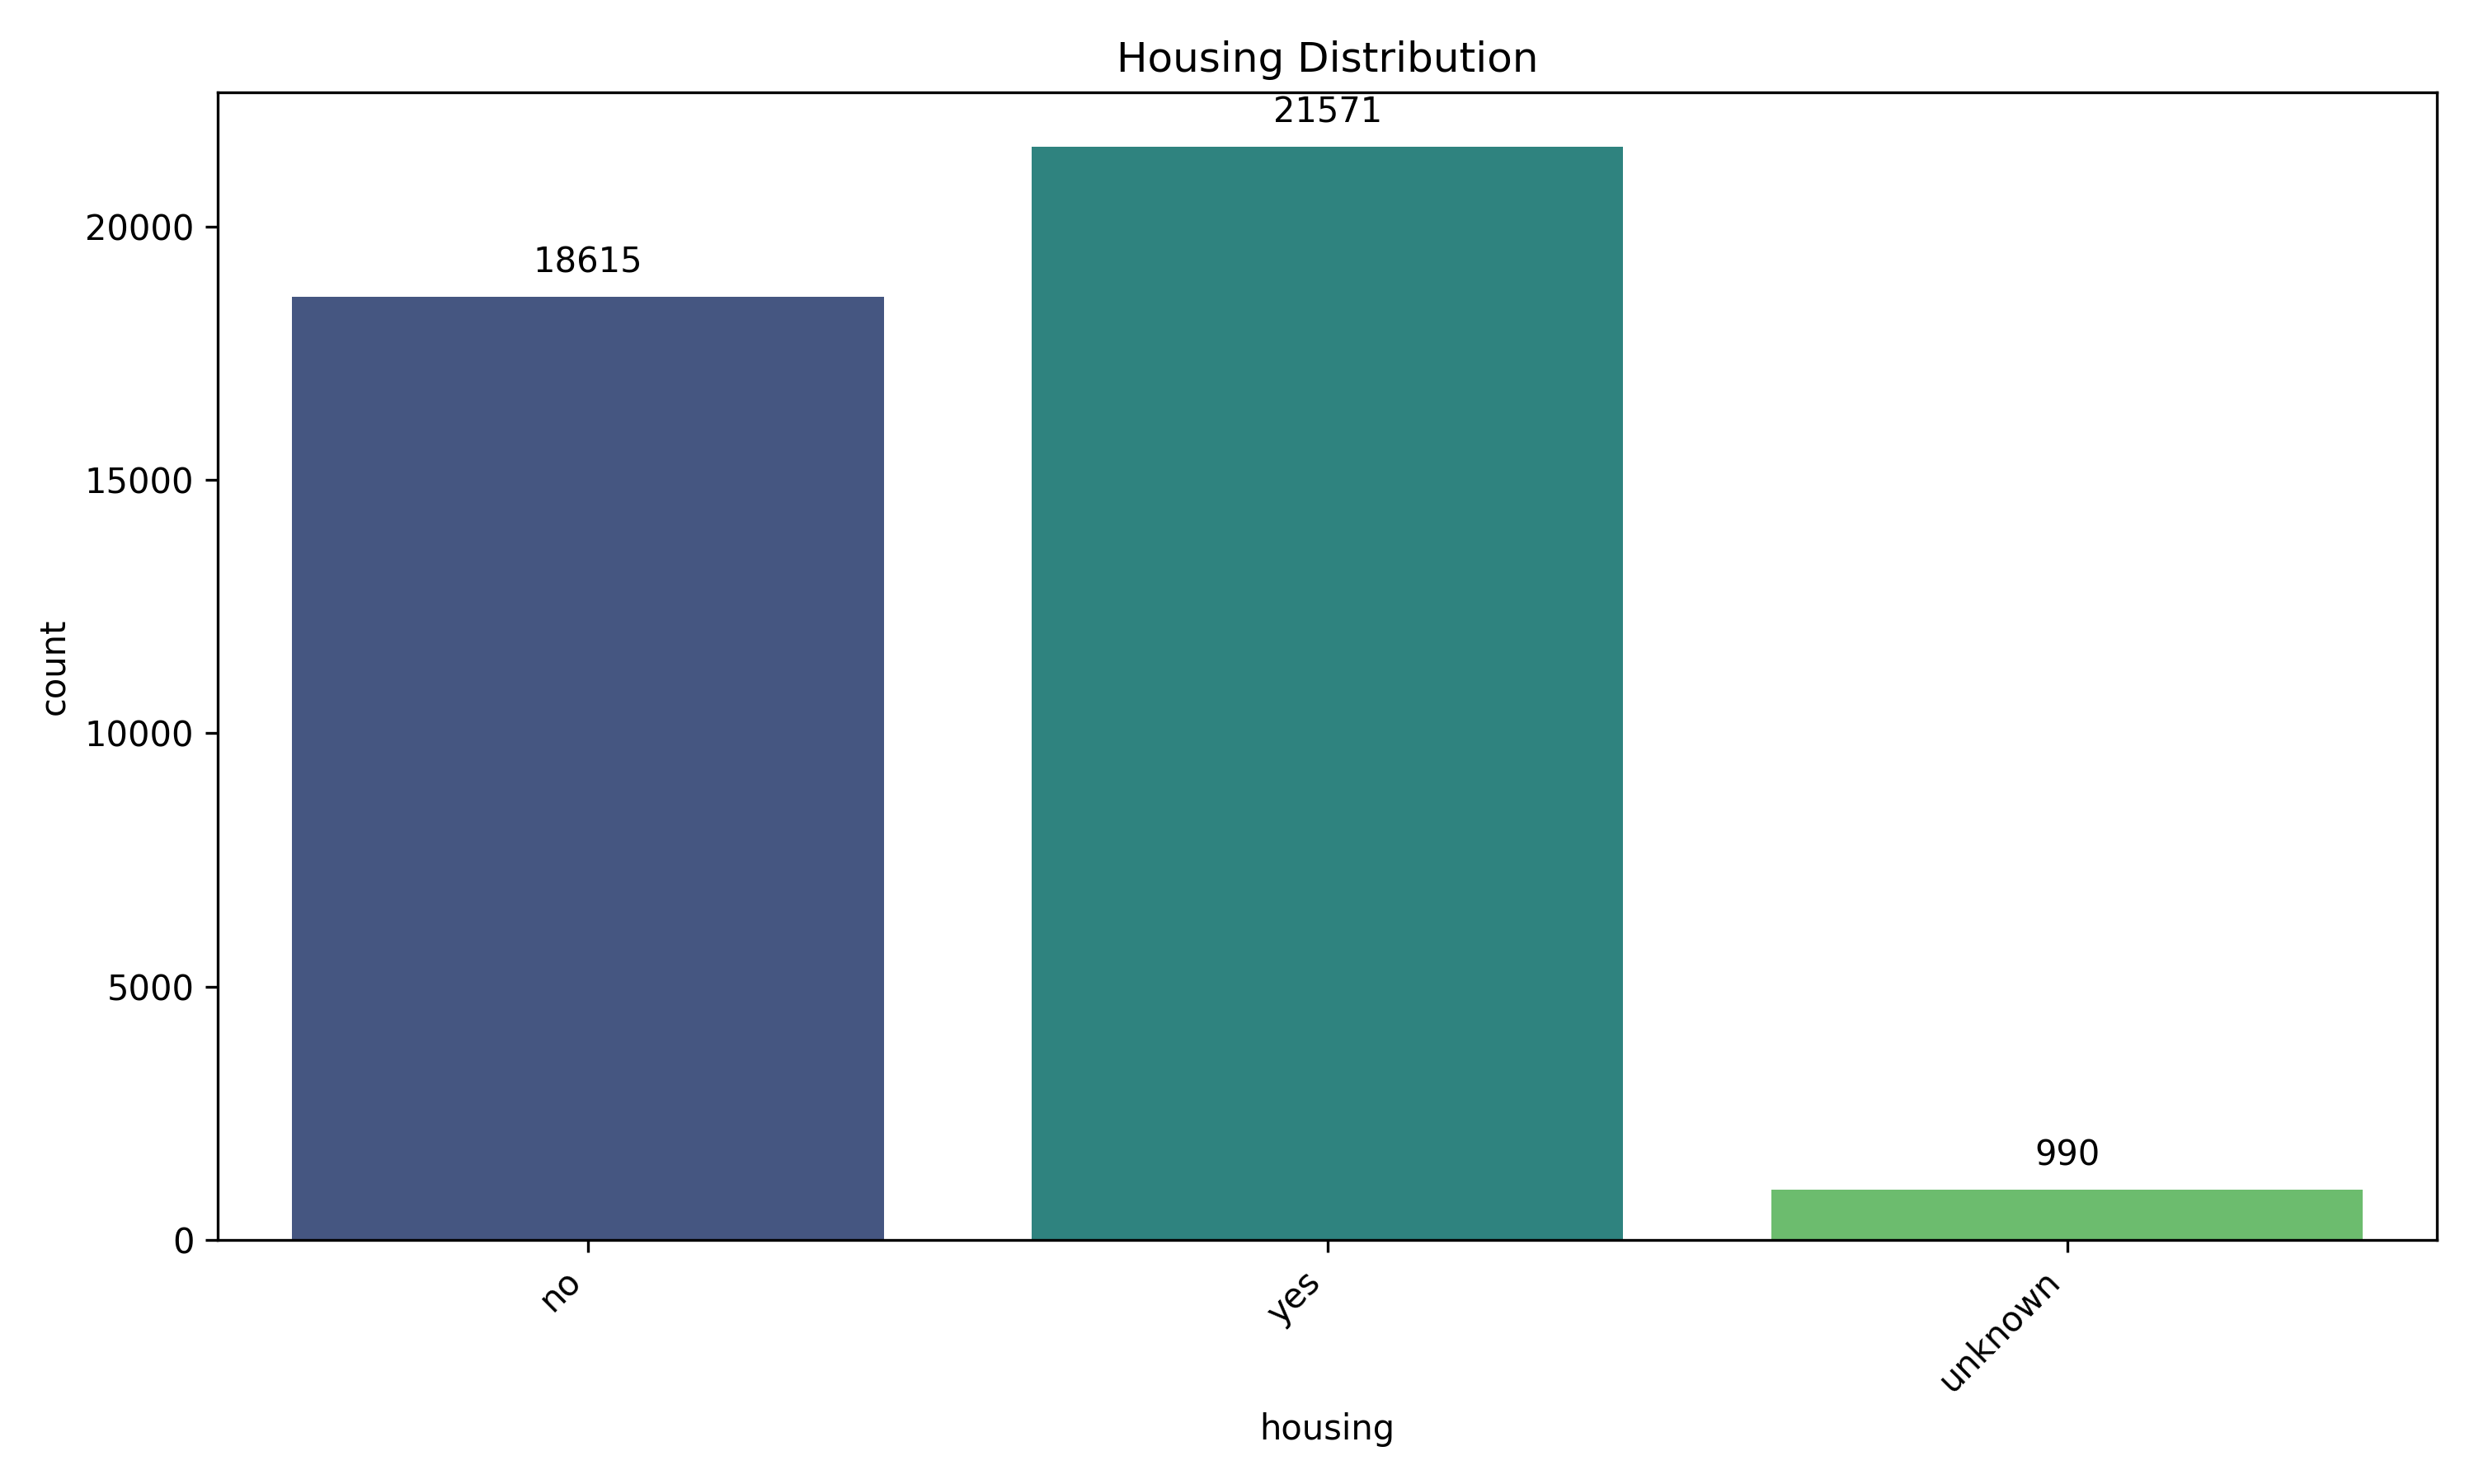 Housing Distribution
21571
18615
990
20000
15000
10000
5000
0
count
no
yes
unknown
housing